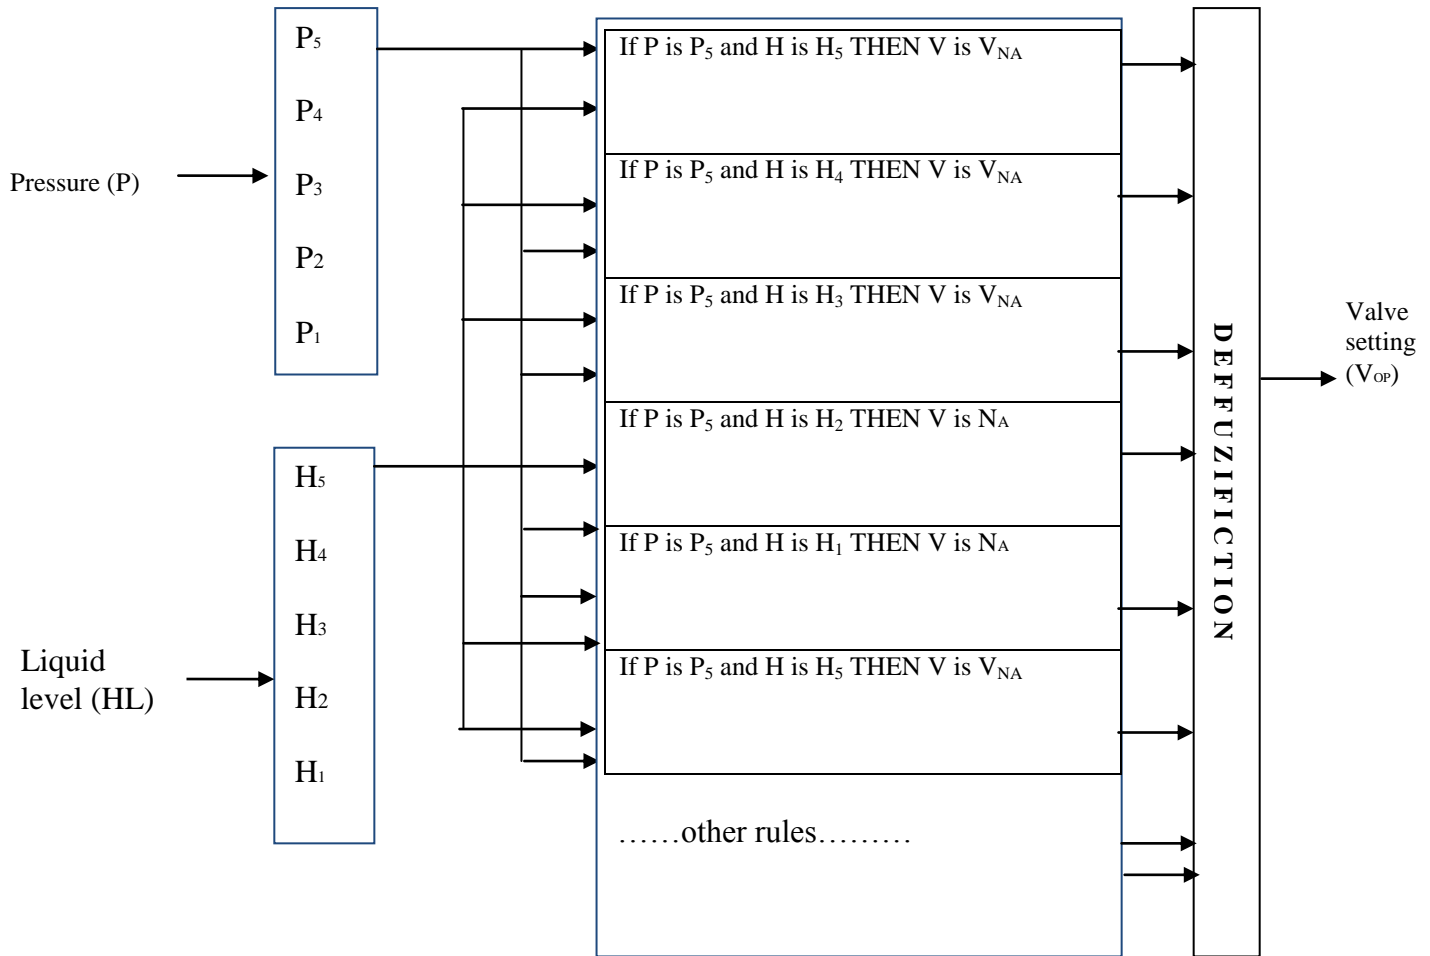 Pressure (P)
P5
P4
P3
P2
P1
Liquid
level (HL)
H5
H4
H3
H2
H1
If P is P5 and H is H5 THEN V is VNA
If P is P5 and H is H4 THEN V is VNA
If P is P5 and H is H3 THEN V is VNA
If P is P5 and H is H2 THEN V is NA
If P is P5 and H is H1 THEN V is NA
If P is P5 and H is H5 THEN V is VNA
......other rules.........
DEFFUZIFICTION
Valve
setting
(VOP)